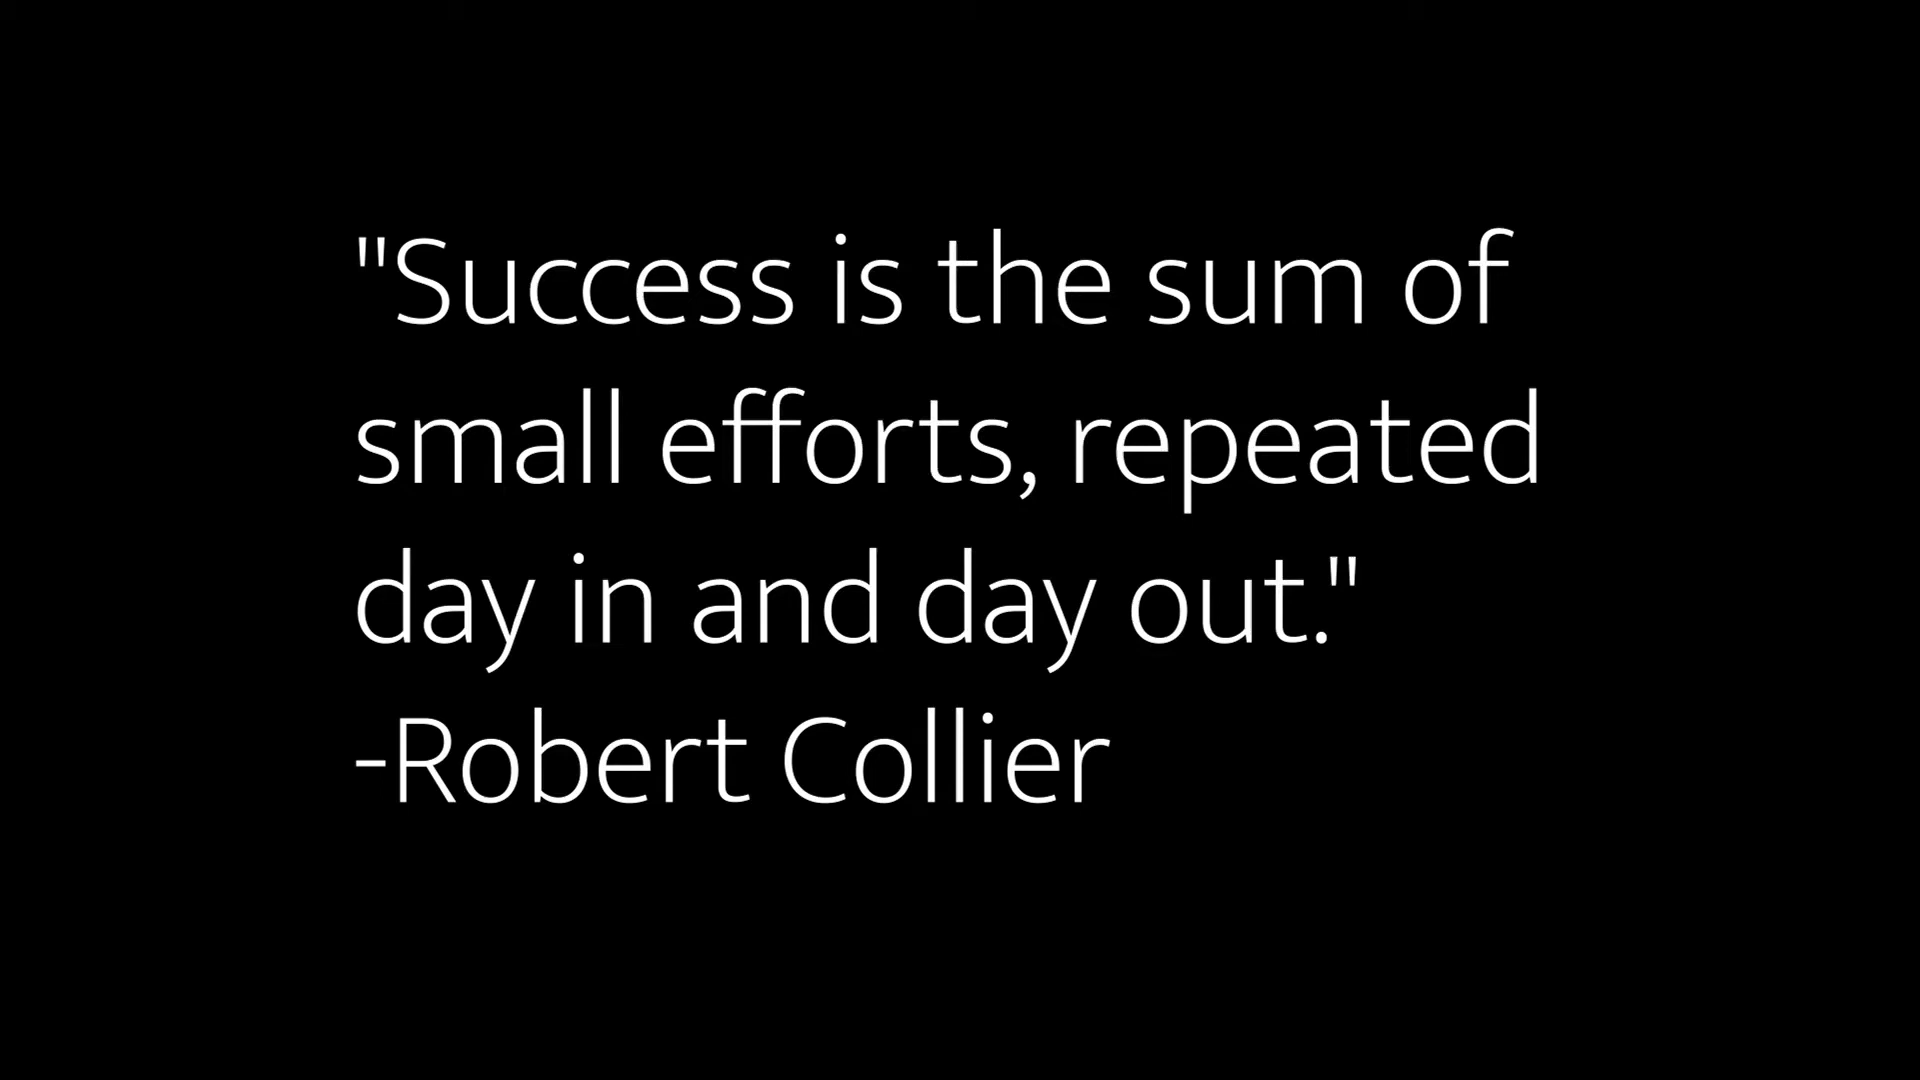 "Success is the sum of
small efforts, repeated
day in and day out."
-Robert Collier